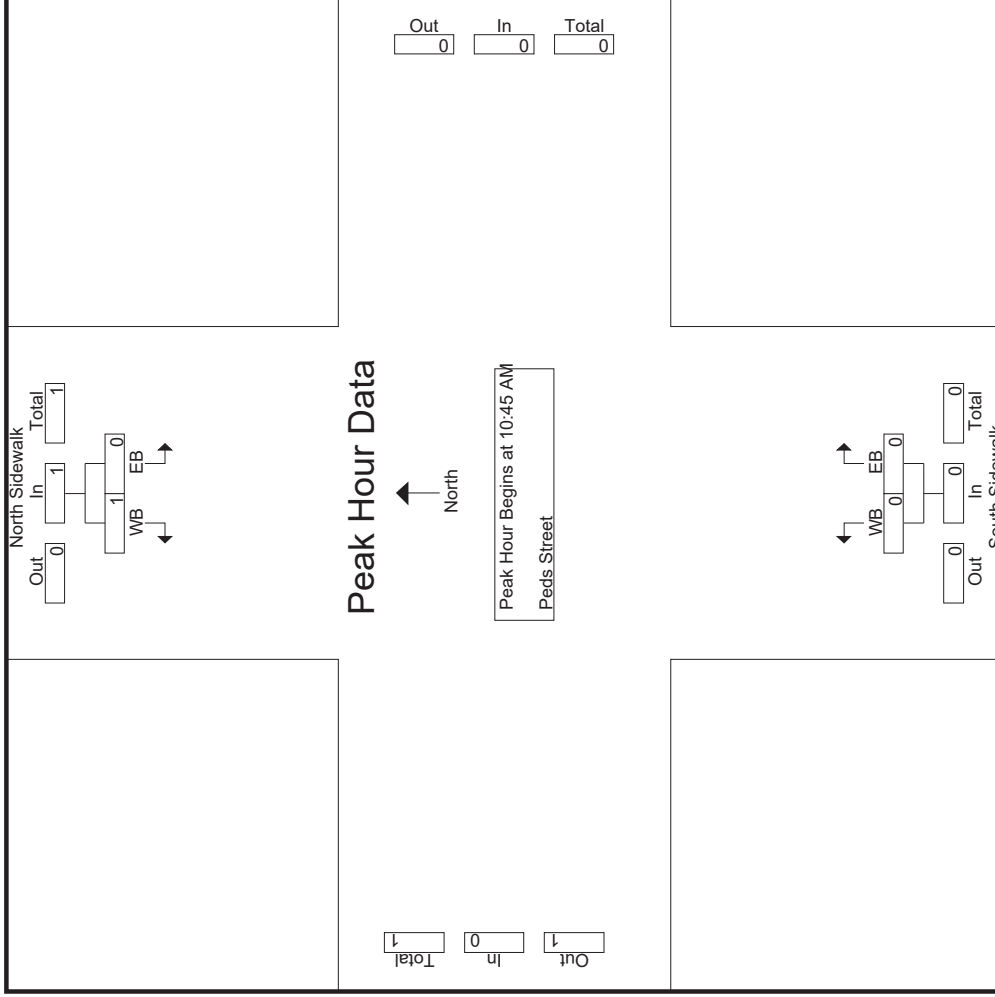 Out In Total
0 0 0
North Sidewalk
Out In Total
0 1 1
1 0
WB EB
Peak Hour Data
North
Peak Hour Begins at 10:45 AM
Peds Street
WB EB
0 0
0 0 0
Out In Total
South Sidewalk
1 0 1
Total In Out